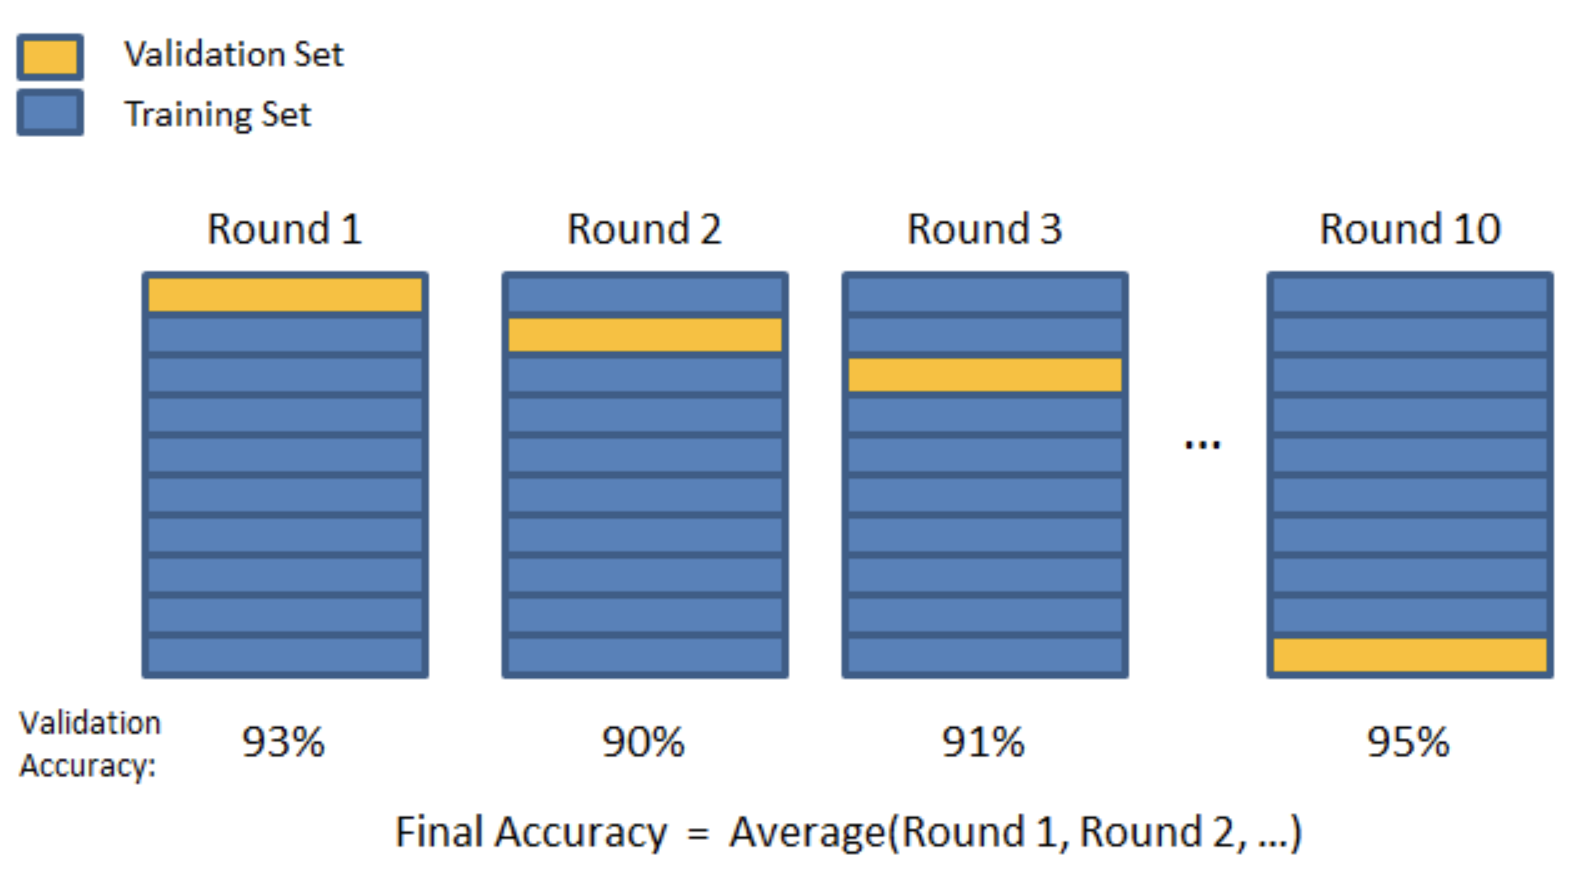 Validation Set
Training Set
Round 1 Round 2 Round 3 Round 10
...
Validation
Accuracy: 93% 90% 91% 95%
Final Accuracy = Average(Round 1, Round 2, ...)